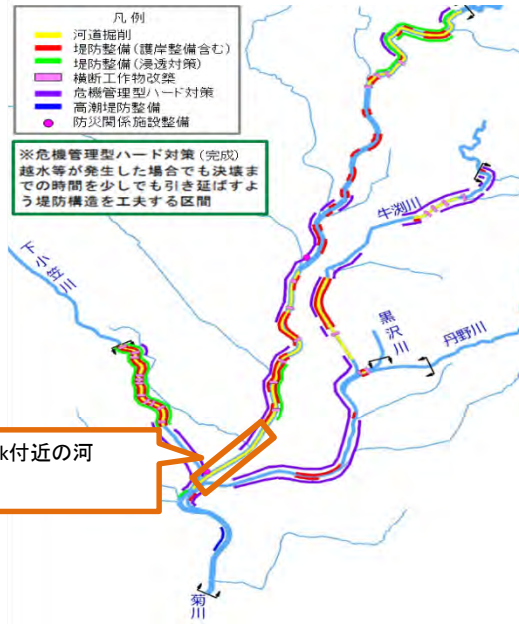 凡例
河道掘削
堤防整備(護岸整備含む)
堤防整備(浸透対策)
横断工作物改築
危機管理型ハード対策
高潮堤防整備
防災関係施設整備
※危機管理型ハード対策(完成)
越水等が発生した場合でも決壊ま
での時間を少しでも引き延ばすよ
う堤防構造を工夫する区間
牛渕川
下小笠川
黒沢川
丹野川
k付近の河
菊川